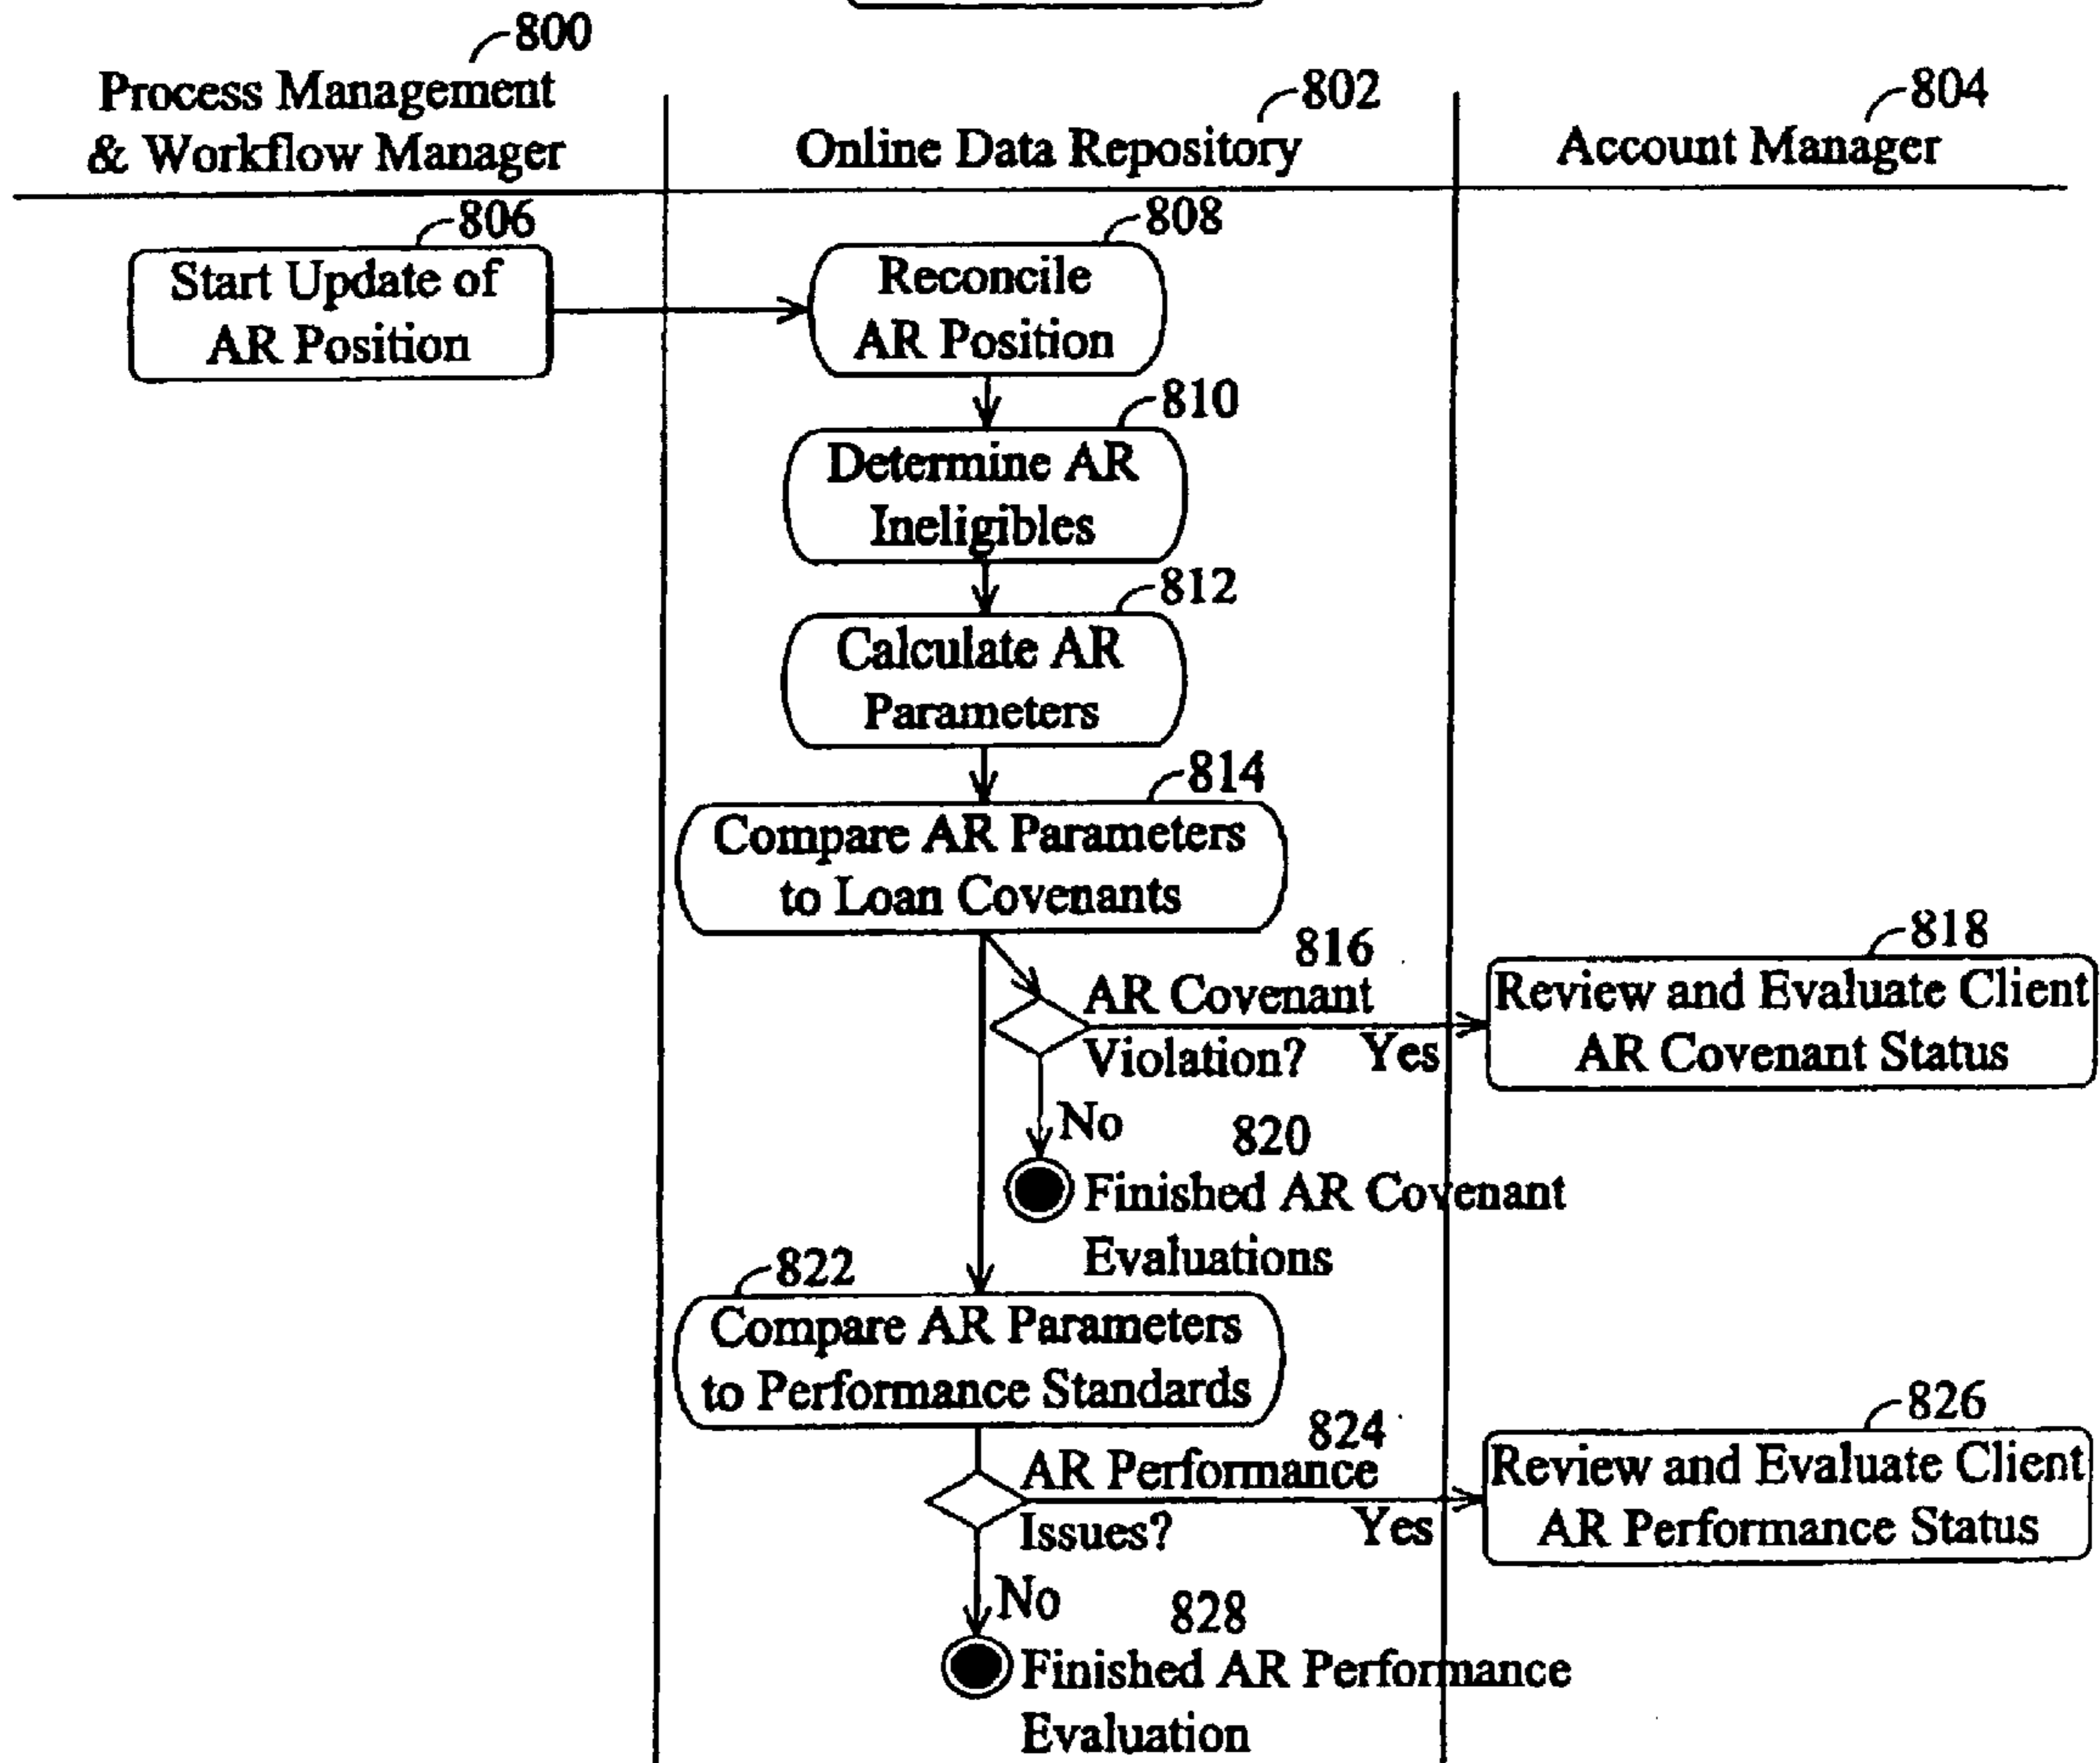 800
Process Management
& Workflow Manager
802
Online Data Repository
804
Account Manager
806
Start Update of
AR Position
808
Reconcile
AR Position
810
Determine AR
Ineligibles
812
Calculate AR
Parameters
814
Compare AR Parameters
to Loan Covenants
816
AR Covenant
Violation?
Yes
818
Review and Evaluate Client
AR Covenant Status
No
820
Finished AR Covenant
Evaluations
822
Compare AR Parameters
to Performance Standards
824
AR Performance
Issues?
Yes
826
Review and Evaluate Client
AR Performance Status
No
828
Finished AR Performance
Evaluation